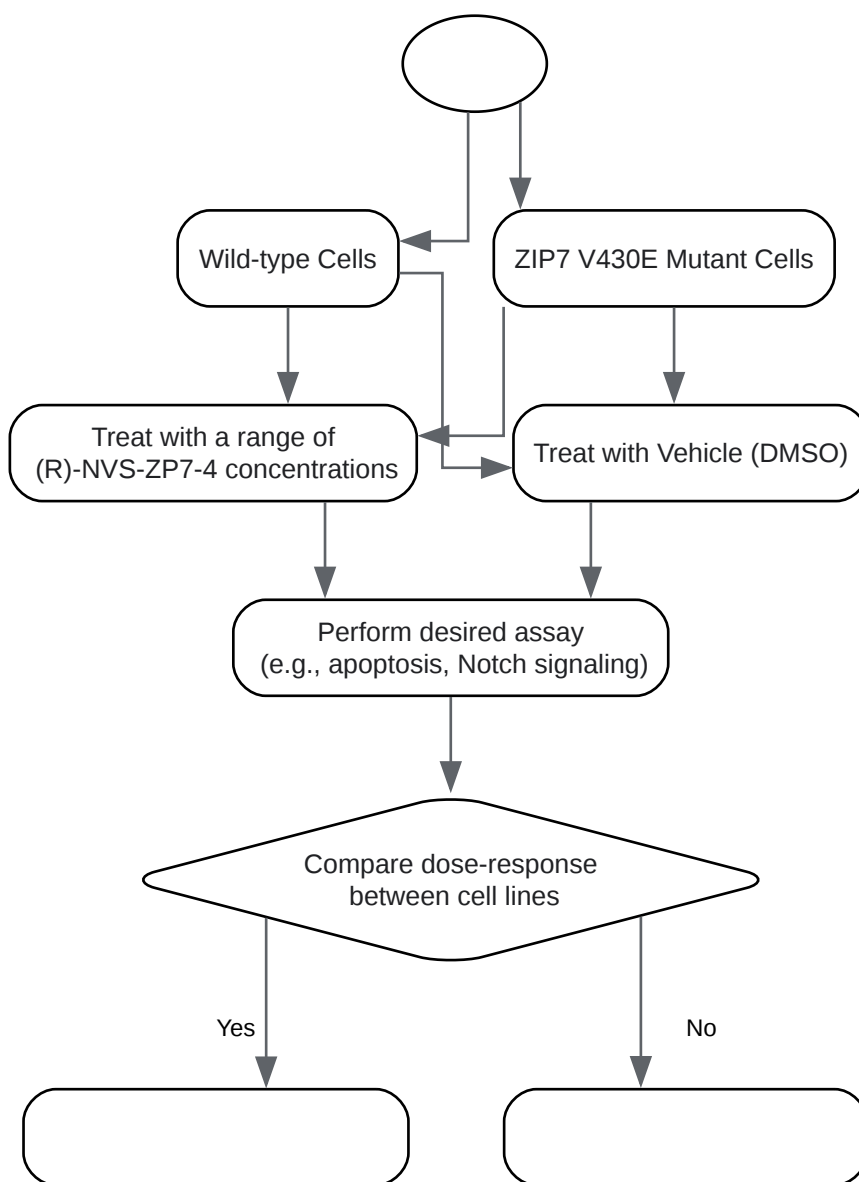 Wild-type Cells
ZIP7 V430E Mutant Cells
Treat with a range of
(R)-NVS-ZP7-4 concentrations
Treat with Vehicle (DMSO)
Perform desired assay
(e.g., apoptosis, Notch signaling)
Compare dose-response
between cell lines
Yes
No